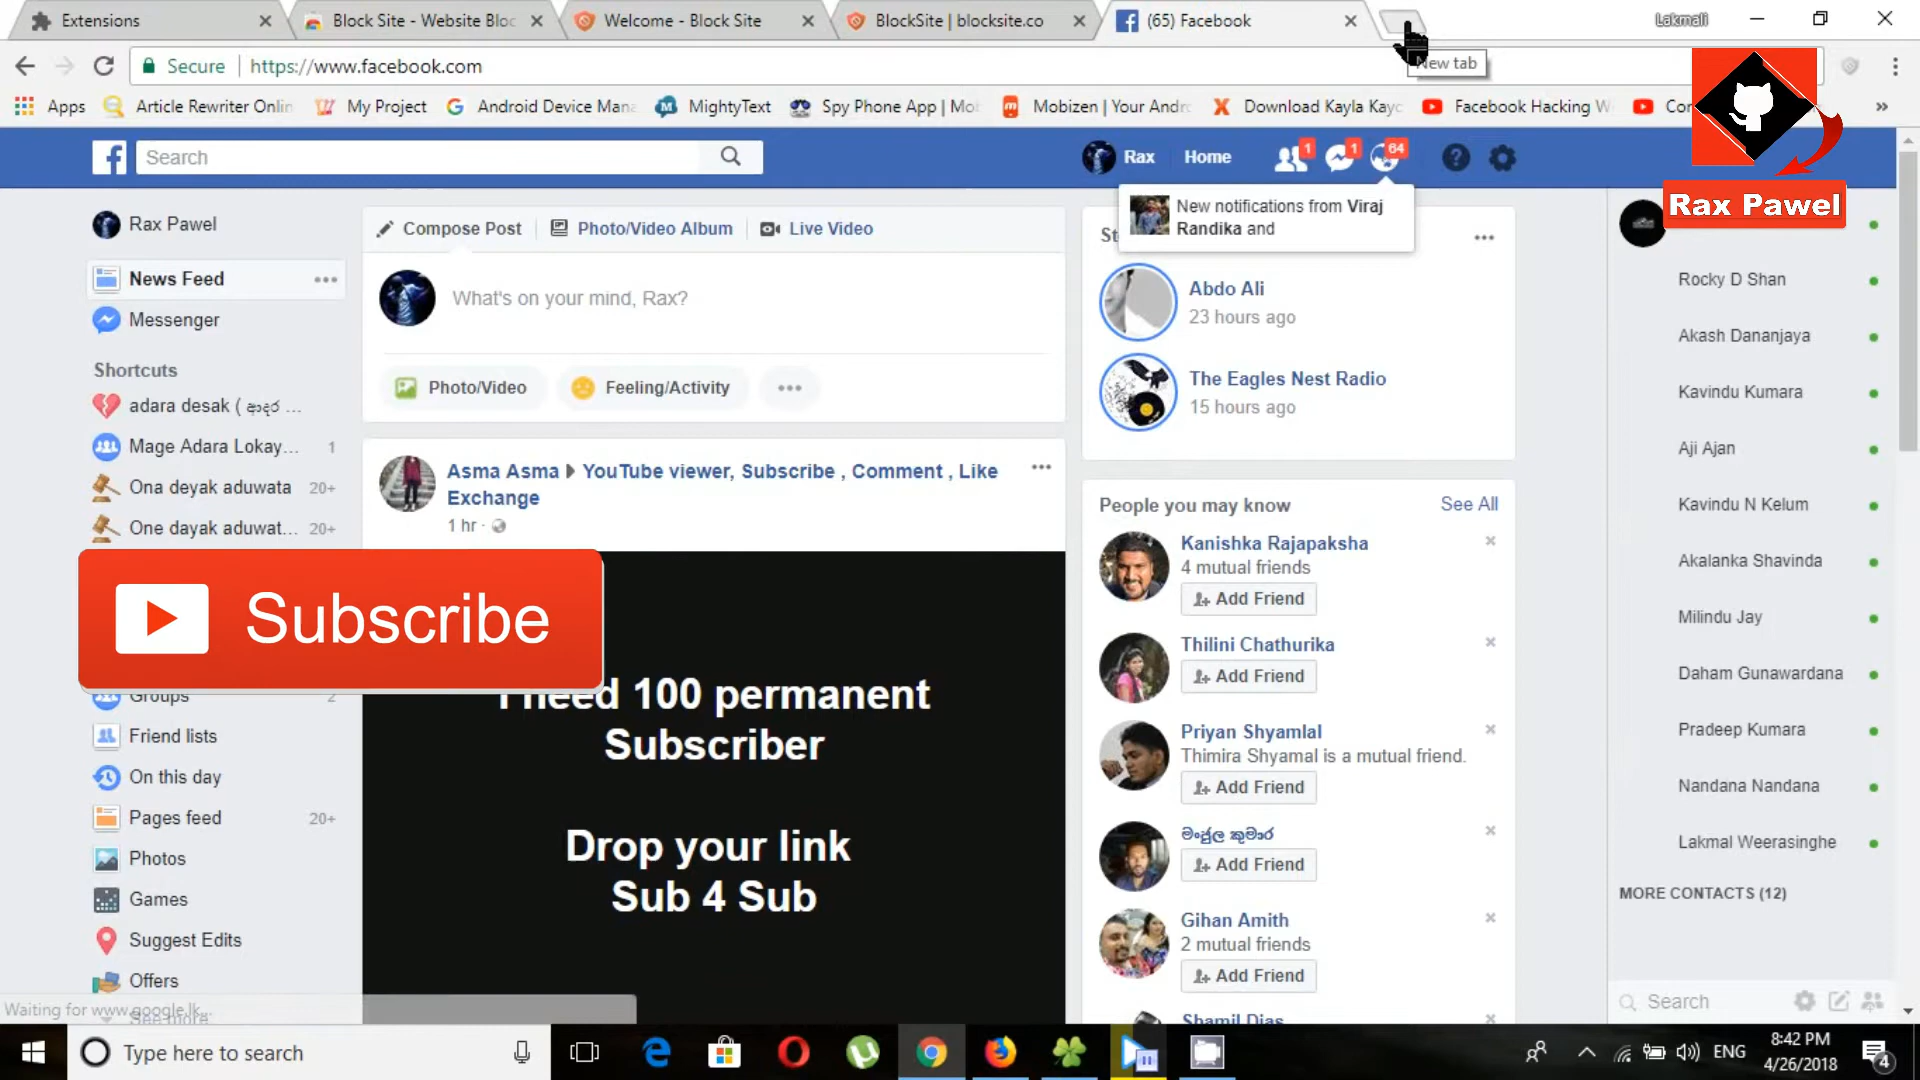 Extensions
Block Site - Website Bloc
Welcome - Block Site
BlockSite | blocksite.co
(65) Facebook
Lakmali
Secure
https://www.facebook.com
New tab
Apps
Article Rewriter Onlin
My Project
Android Device Man
MightyText
Spy Phone App | Mo
Mobizen | Your Andr
Download Kayla Kay
Facebook Hacking W
Co
Rax Pawel
Search
Rax
Home
1
1
64
New notifications from Viraj
Randika and
Rax Pawel
News Feed
Messenger
Shortcuts
adara desak ( ආදර ...
Mage Adara Lokay... 1
Ona deyak aduwata 20+
One dayak aduwat... 20+
Subscribe
Groups 2
Friend lists
On this day
Pages feed 20+
Photos
Games
Suggest Edits
Offers
See more
Waiting for www.google.lk...
Compose Post
Photo/Video Album
Live Video
What's on your mind, Rax?
Photo/Video
Feeling/Activity
Asma Asma YouTube viewer, Subscribe , Comment , Like
Exchange
1 hr ·
I need 100 permanent
Subscriber
Drop your link
Sub 4 Sub
St
Abdo Ali
23 hours ago
The Eagles Nest Radio
15 hours ago
People you may know
See All
Kanishka Rajapaksha
4 mutual friends
Add Friend
Thilini Chathurika
Add Friend
Priyan Shyamlal
Thimira Shyamal is a mutual friend.
Add Friend
මංජුල කුමාර
Add Friend
Gihan Amith
2 mutual friends
Add Friend
Shamil Dias
Rocky D Shan
Akash Dananjaya
Kavindu Kumara
Aji Ajan
Kavindu N Kelum
Akalanka Shavinda
Milindu Jay
Daham Gunawardana
Pradeep Kumara
Nandana Nandana
Lakmal Weerasinghe
MORE CONTACTS (12)
Search
Type here to search
ENG
8:42 PM
4/26/2018
4